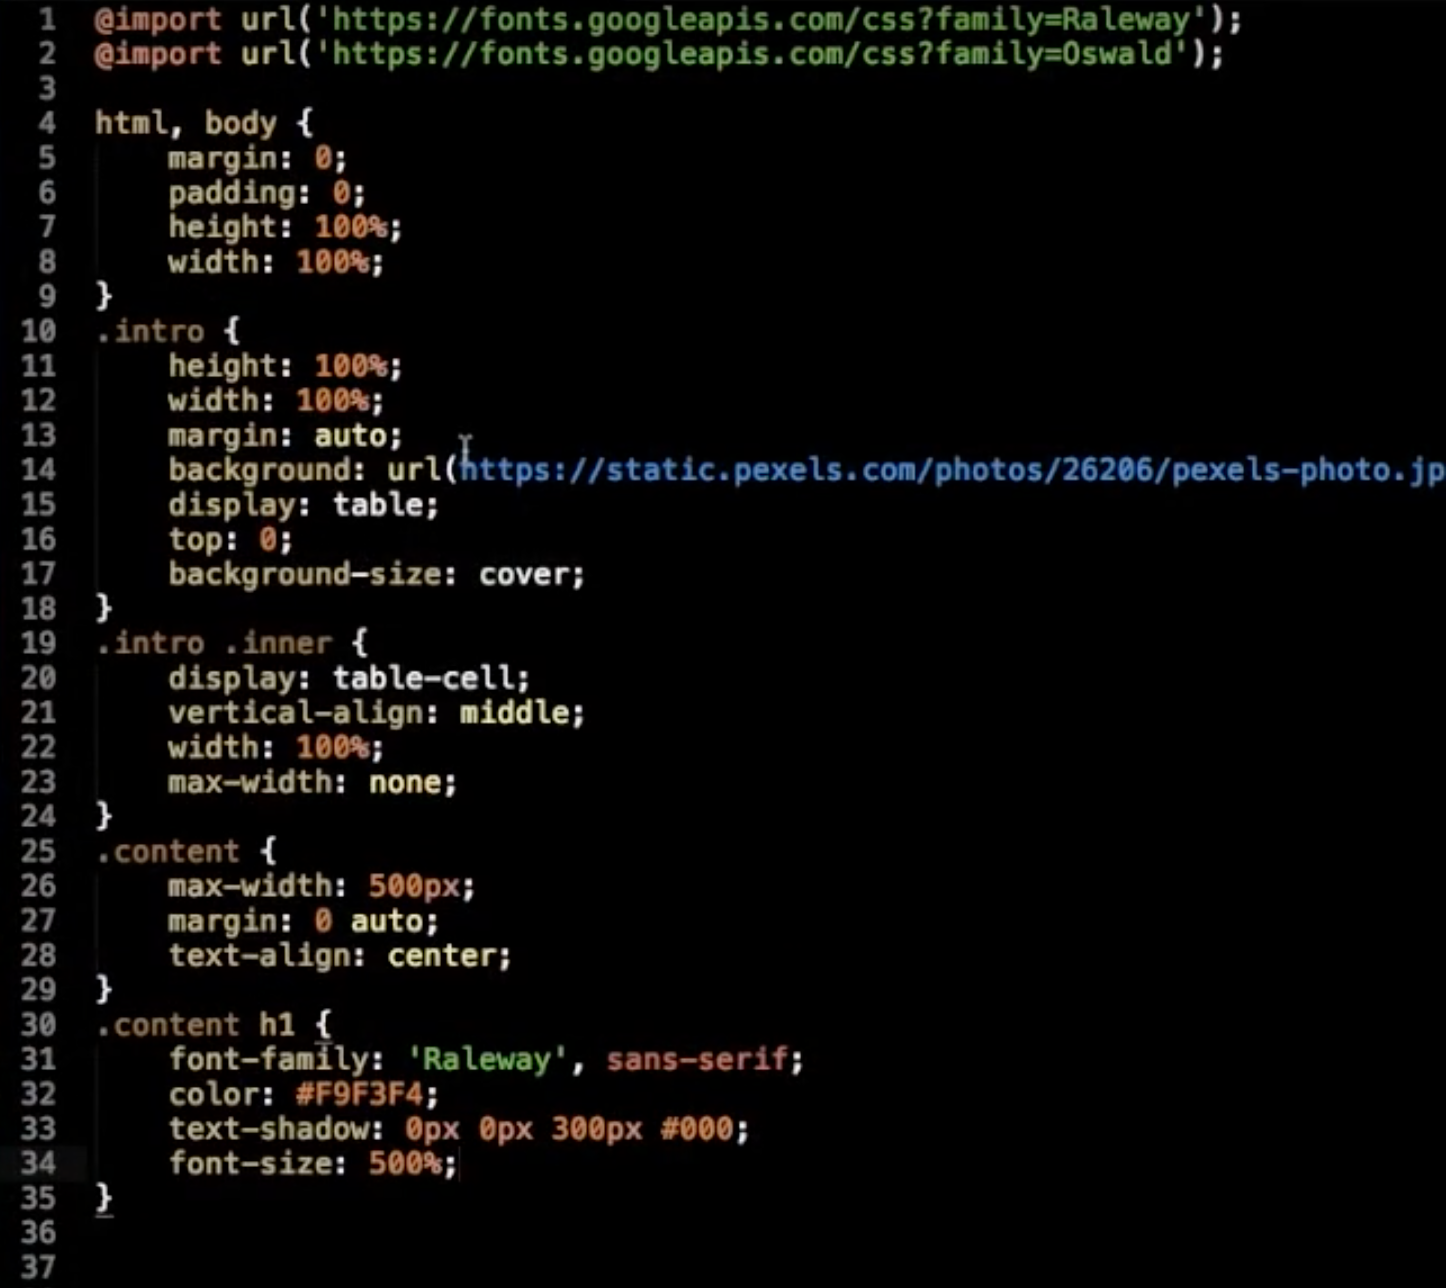 1 @import url('https://fonts.googleapis.com/css?family=Raleway');
2 @import url('https://fonts.googleapis.com/css?family=Oswald');
3
4 html, body {
5     margin: 0;
6     padding: 0;
7     height: 100%;
8     width: 100%;
9 }
10 .intro {
11     height: 100%;
12     width: 100%;
13     margin: auto;
14     background: url(https://static.pexels.com/photos/26206/pexels-photo.jp
15     display: table;
16     top: 0;
17     background-size: cover;
18 }
19 .intro .inner {
20     display: table-cell;
21     vertical-align: middle;
22     width: 100%;
23     max-width: none;
24 }
25 .content {
26     max-width: 500px;
27     margin: 0 auto;
28     text-align: center;
29 }
30 .content h1 {
31     font-family: 'Raleway', sans-serif;
32     color: #F9F3F4;
33     text-shadow: 0px 0px 300px #000;
34     font-size: 500%;
35 }
36
37